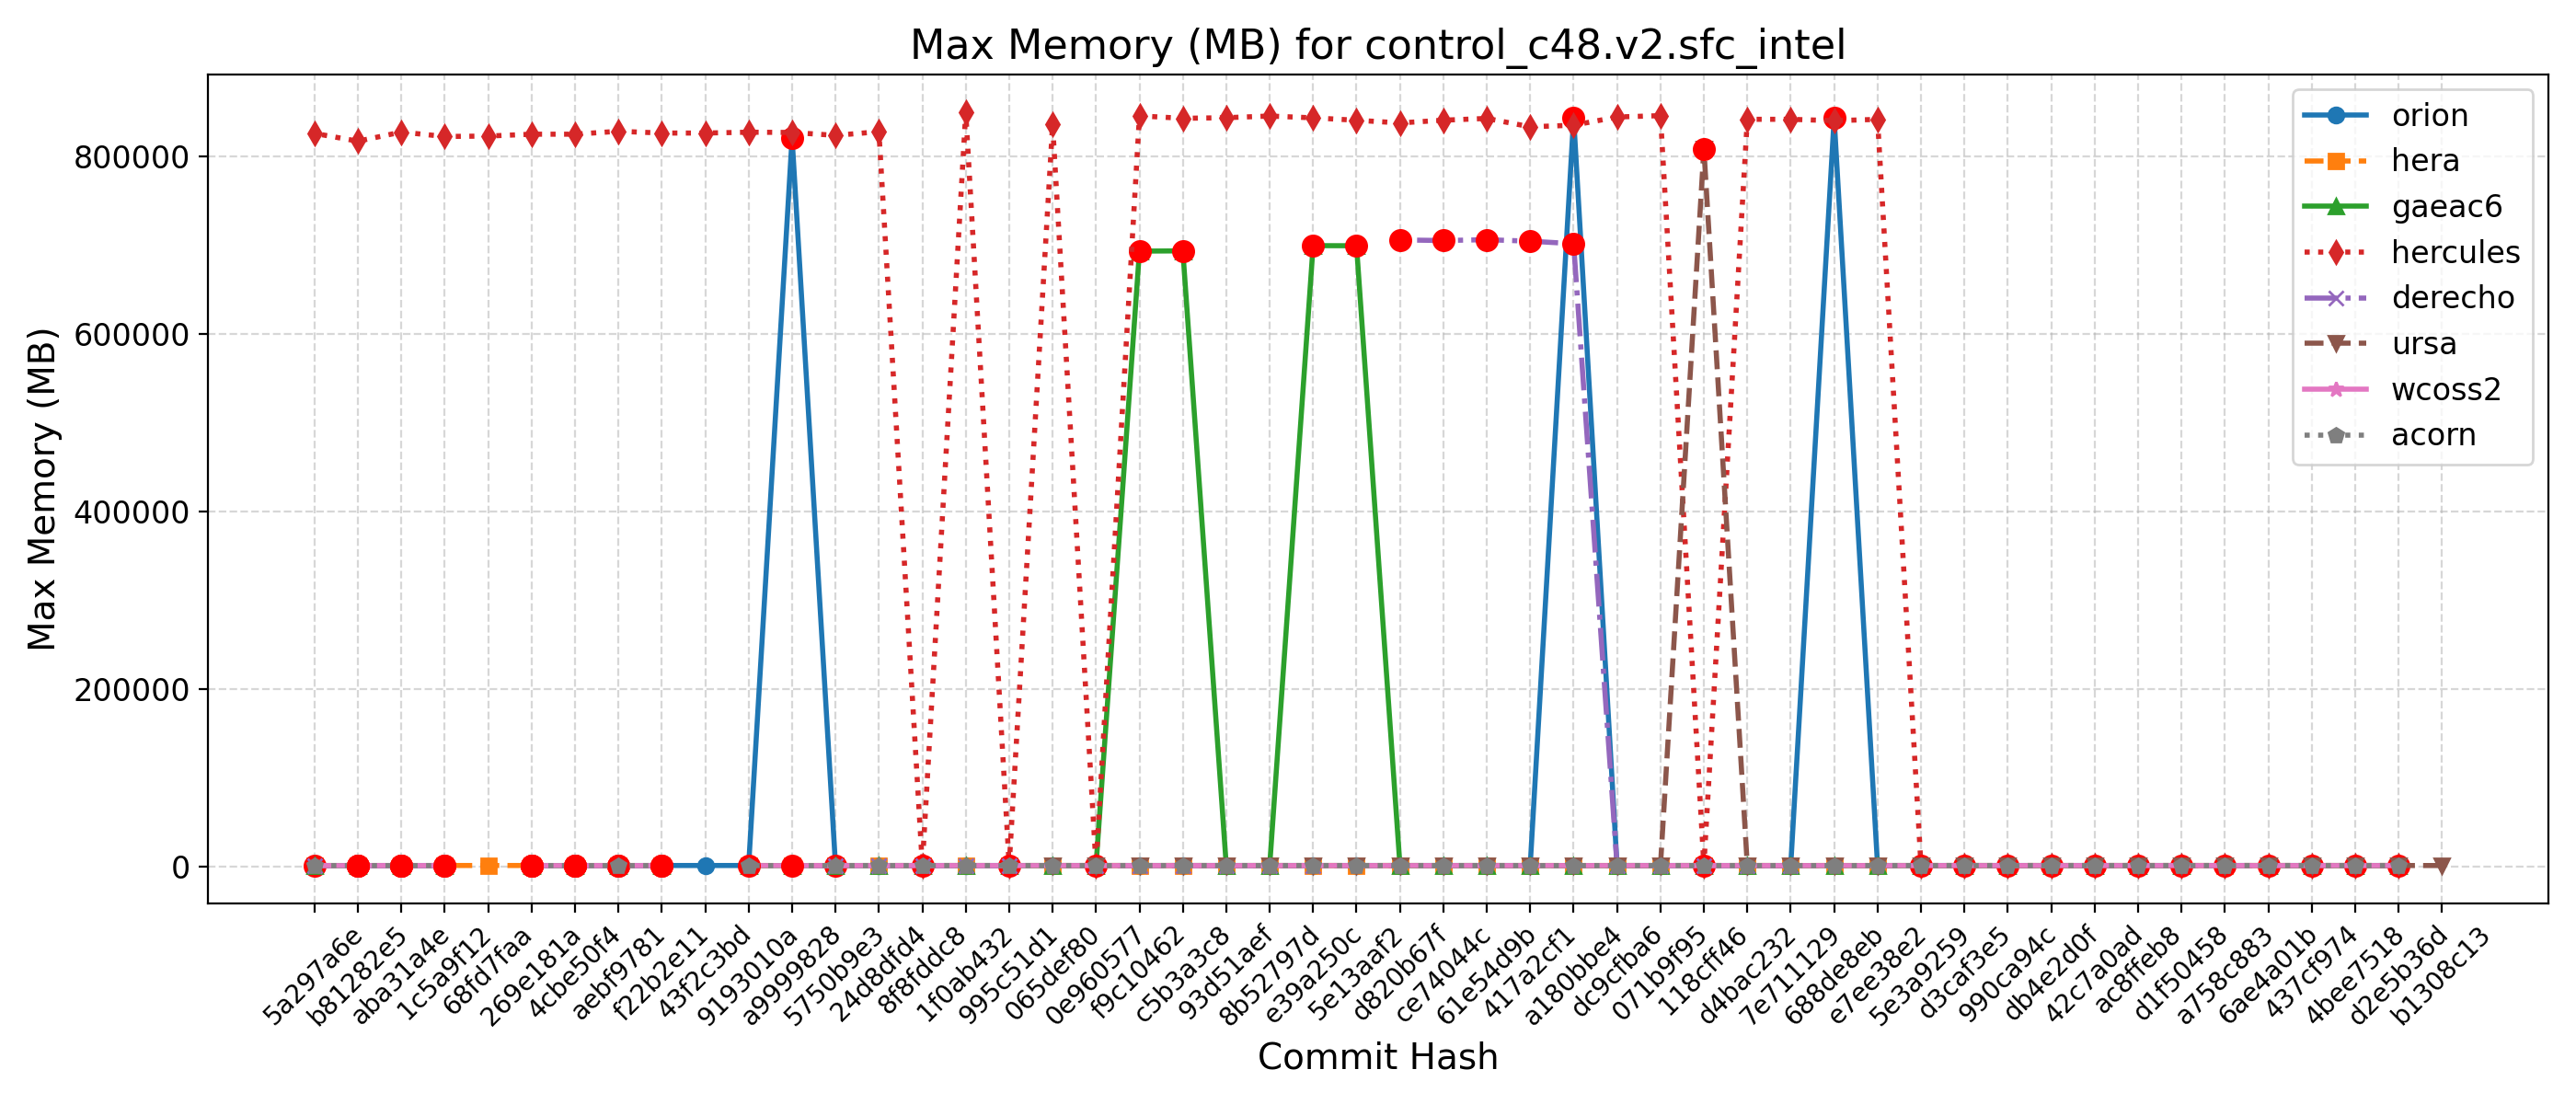 Max Memory (MB) for control_c48.v2.sfc_intel
Max Memory (MB)
800000
600000
400000
200000
0
orion
hera
gaeac6
hercules
derecho
ursa
wcoss2
acorn
5a297a6e
b81282e5
aba31a4e
1c5a9f12
68fd7faa
269e181a
4cbe50f4
aebf9781
f22b2e11
43f2c3bd
9193010a
a9999828
5750b9e3
24d8dfd4
8f8fddc8
1f0ab432
995c51d1
065def80
0e960577
f9c10462
c5b3a3c8
93d51aef
8b52797d
e39a250c
5e13aaf2
d820b67f
ce74044c
61e54d9b
417a2cf1
a180bbe4
dc9cfba6
071b9f95
118cff46
d4bac232
7e711129
688de8eb
e7ee38e2
5e3a9259
d3caf3e5
990ca94c
db4e2d0f
42c7a0ad
ac8ffeb8
d1f50458
a758c883
6ae4a01b
437cf974
4bee7518
d2e5b36d
b1308c13
Commit Hash